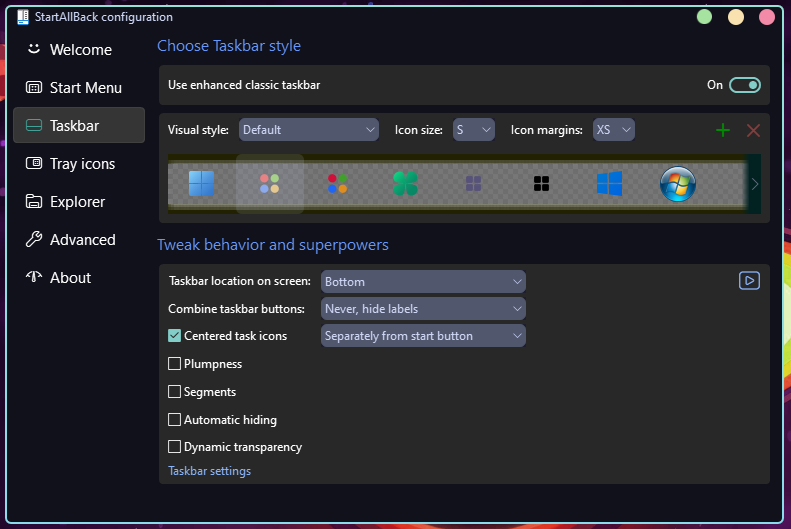 StartAllBack configuration
Welcome
Start Menu
Taskbar
Tray icons
Explorer
Advanced
About
Choose Taskbar style
Use enhanced classic taskbar
On
Visual style: Default Icon size: S Icon margins: XS
Tweak behavior and superpowers
Taskbar location on screen: Bottom
Combine taskbar buttons: Never, hide labels
Centered task icons Separately from start button
Plumpness
Segments
Automatic hiding
Dynamic transparency
Taskbar settings